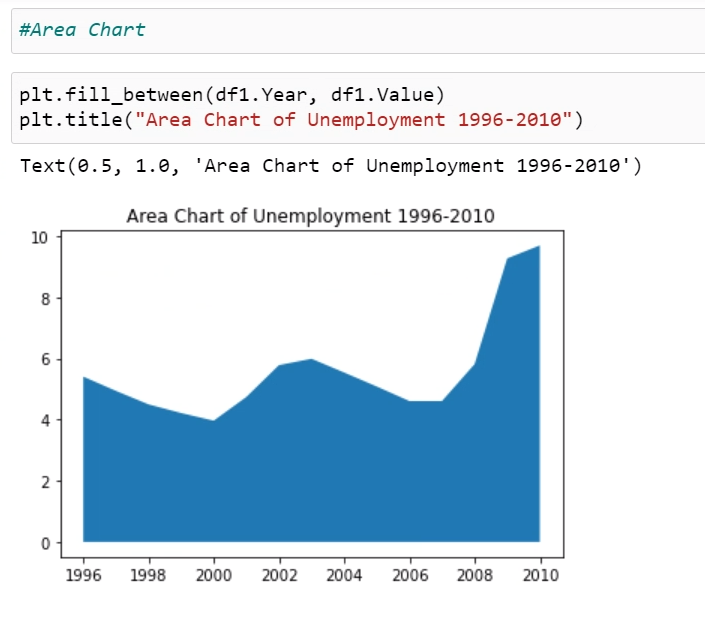 #Area Chart
plt.fill_between(df1.Year, df1.Value)
plt.title("Area Chart of Unemployment 1996-2010")
Text(0.5, 1.0, 'Area Chart of Unemployment 1996-2010')
Area Chart of Unemployment 1996-2010
10
8
6
4
2
0
1996 1998 2000 2002 2004 2006 2008 2010